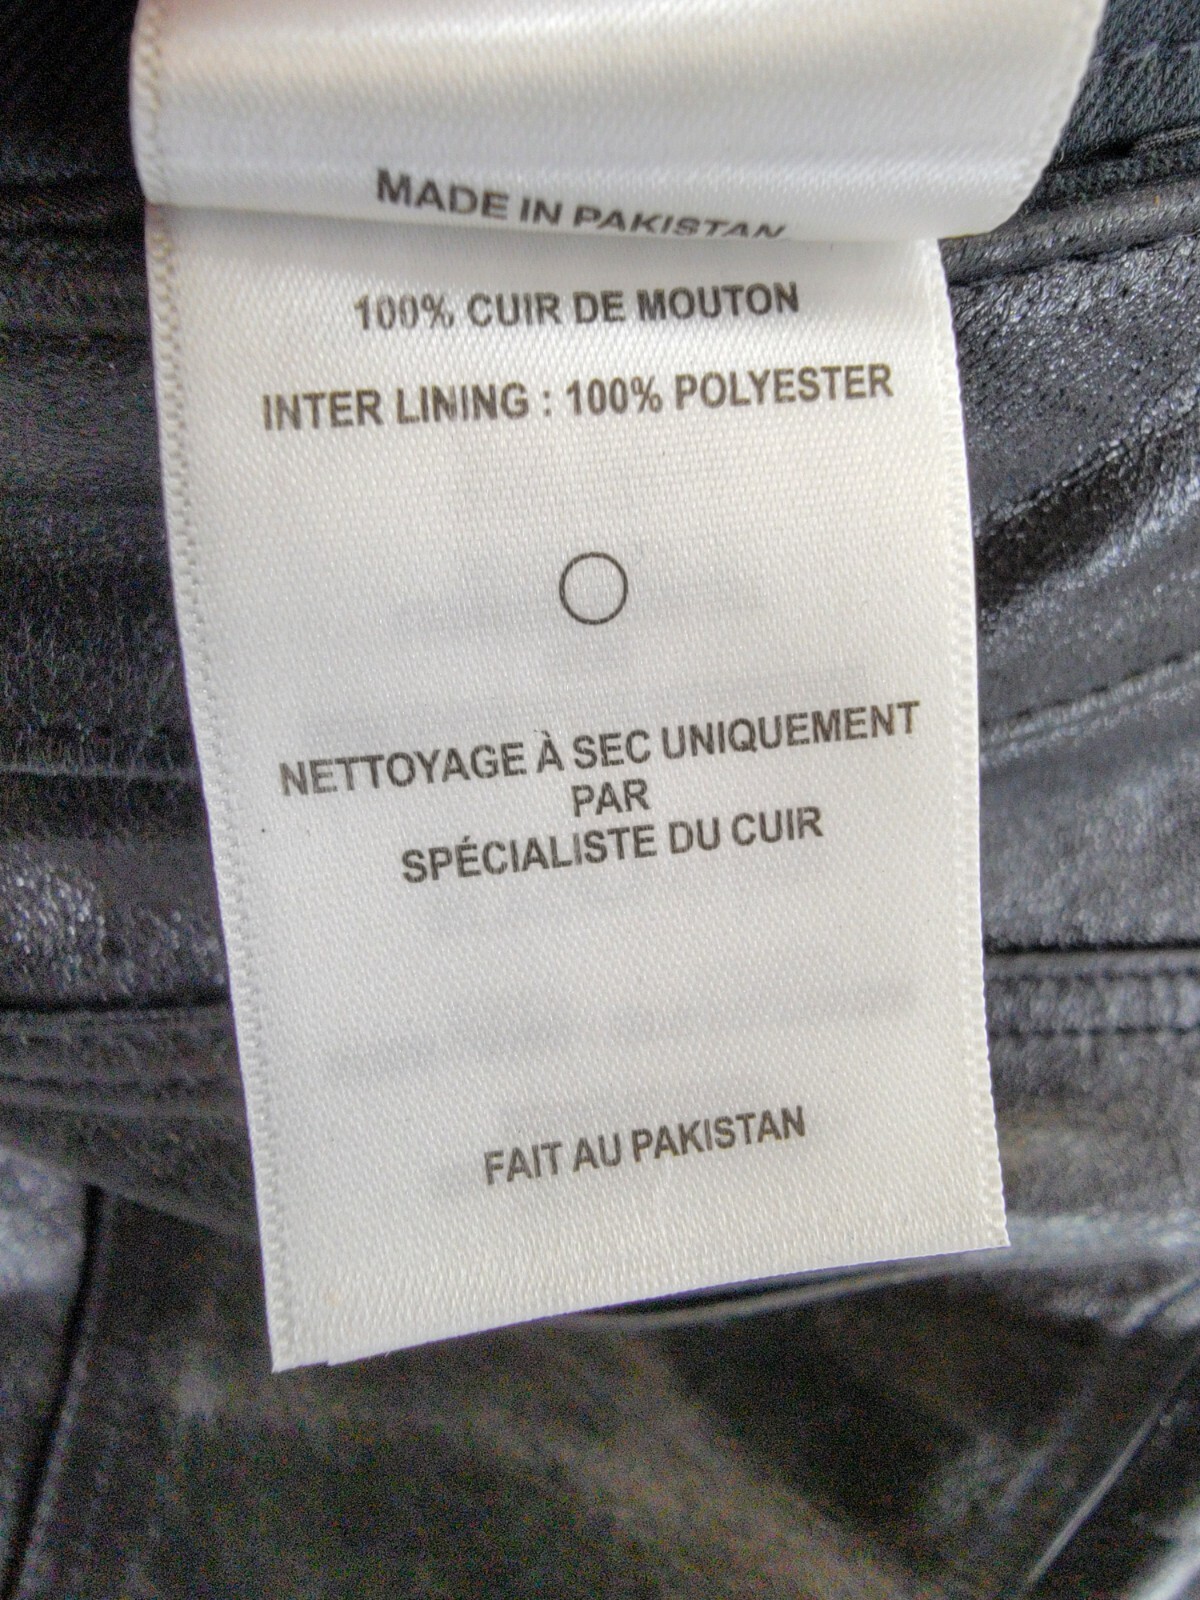 MADE IN PAKISTAN
100% CUIR DE MOUTON
INTER LINING : 100% POLYESTER
NETTOYAGE À SEC UNIQUEMENT
PAR
SPÉCIALISTE DU CUIR
FAIT AU PAKISTAN